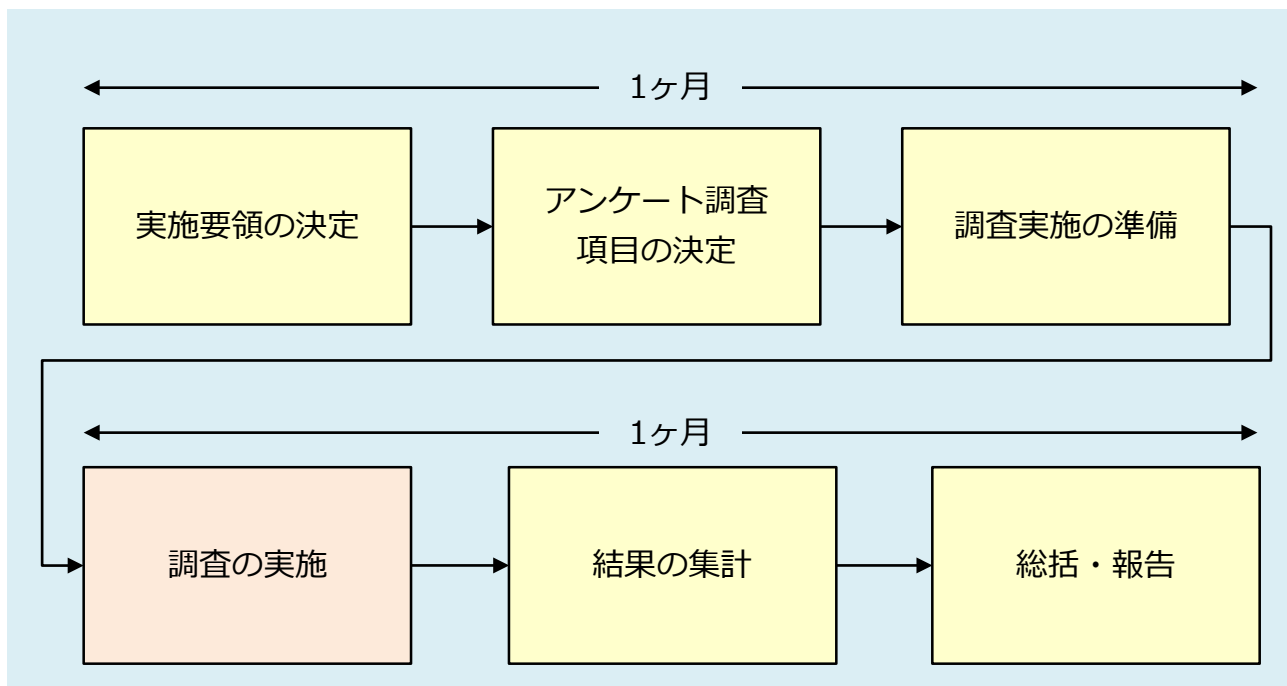 1ヶ月
実施要領の決定
アンケート調査
項目の決定
調査実施の準備
1ヶ月
調査の実施
結果の集計
総括・報告